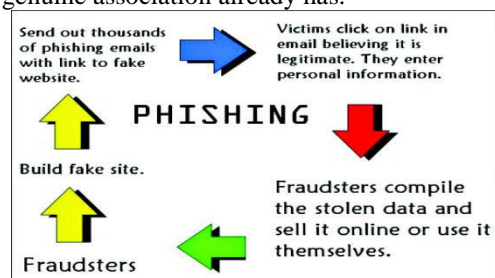 genuine association already has.
Send out thousands
of phishing emails
with link to fake
website.
Victims click on link in
email believing it is
legitimate. They enter
personal information.
PHISHING
Build fake site.
Fraudsters compile
the stolen data and
sell it online or use it
themselves.
Fraudsters